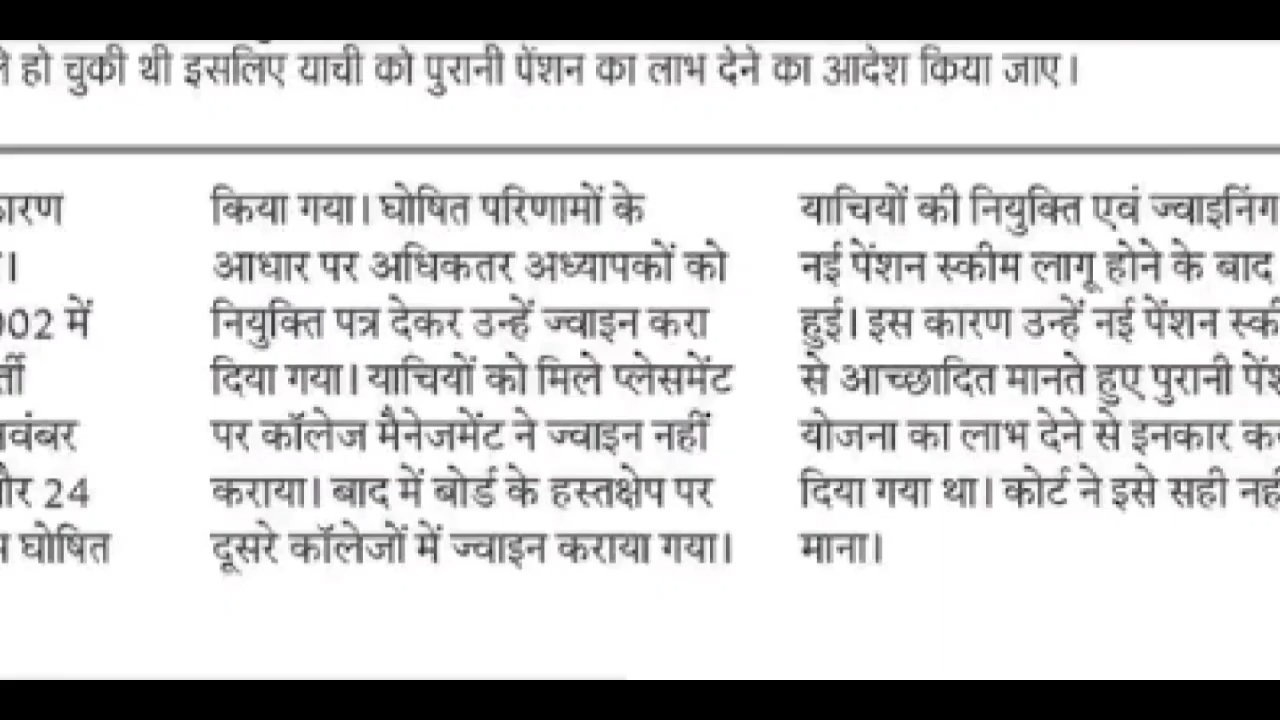 हो चुकी थी इसलिए याची को पुरानी पेंशन का लाभ देने का आदेश किया जाए।
में
24
घोषित
किया गया। घोषित परिणामों के
आधार पर अधिकतर अध्यापकों को
नियुक्ति पत्र देकर उन्हें ज्वाइन करा
दिया गया। याचियों को मिले प्लेसमेंट
पर कॉलेज मैनेजमेंट ने ज्वाइन नहीं
कराया। बाद में बोर्ड के हस्तक्षेप पर
दूसरे कॉलेजों में ज्वाइन कराया गया।
याचियों की नियुक्ति एवं ज्वाइनिंग
नई पेंशन स्कीम लागू होने के बाद
हुई। इस कारण उन्हें नई पेंशन
से आच्छादित मानते हुए पुरानी
योजना का लाभ देने से इनकार
दिया गया था। कोर्ट ने इसे सही
माना।